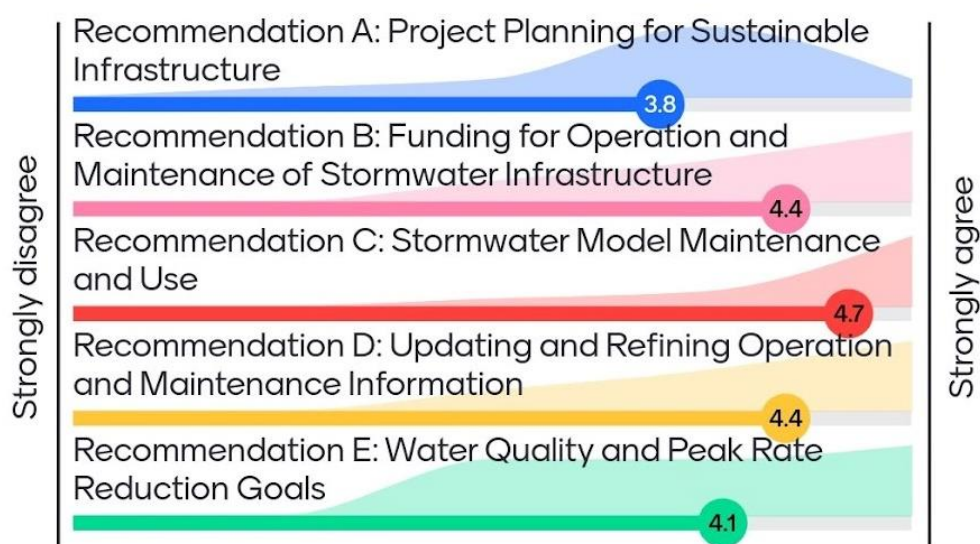 Strongly disagree
Recommendation A: Project Planning for Sustainable
Infrastructure
3.8
Recommendation B: Funding for Operation and
Maintenance of Stormwater Infrastructure
4.4
Recommendation C: Stormwater Model Maintenance
and Use
4.7
Recommendation D: Updating and Refining Operation
and Maintenance Information
4.4
Recommendation E: Water Quality and Peak Rate
Reduction Goals
4.1
Strongly agree